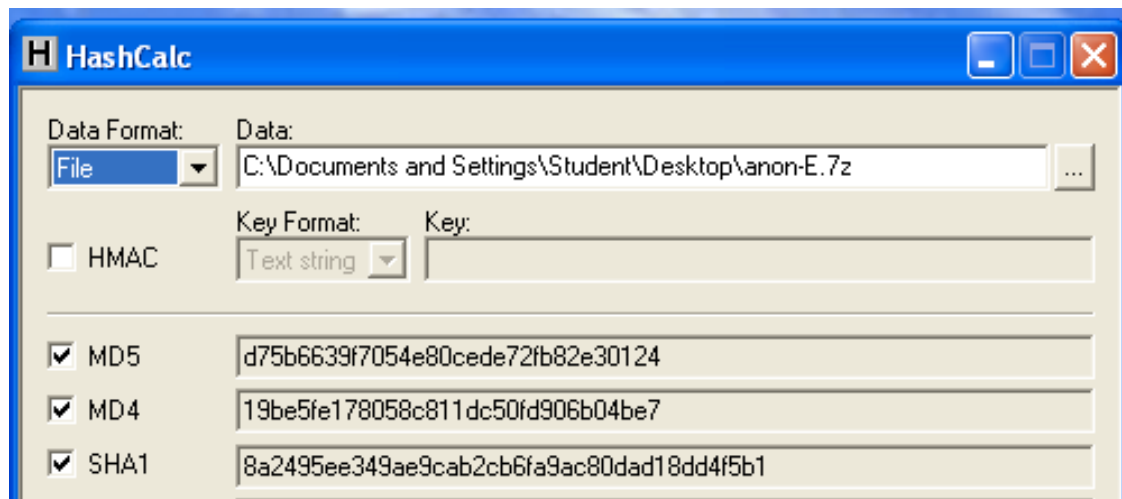 H HashCalc
Data Format: Data:
File C:\Documents and Settings\Student\Desktop\anon-E.7z ...
Key Format: Key:
HMAC Text string
MD5 d75b6639f7054e80cede72fb82e30124
MD4 19be5fe178058c811dc50fd906b04be7
SHA1 8a2495ee349ae9cab2cb6fa9ac80dad18dd4f5b1